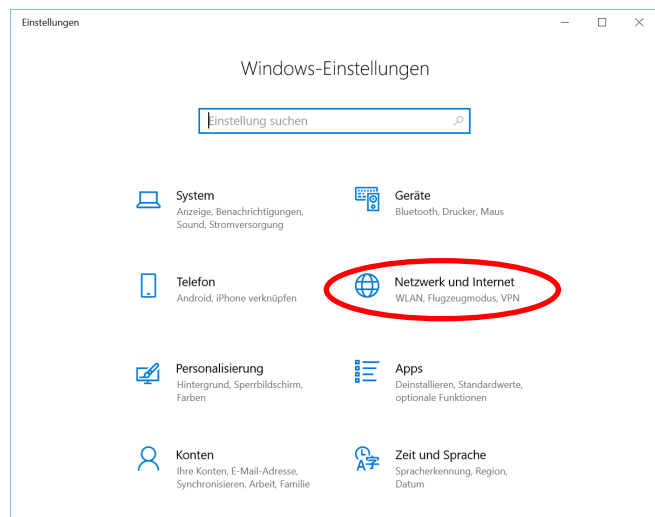 Einstellungen
Windows-Einstellungen
Einstellung suchen
System
Anzeige, Benachrichtigungen,
Sound, Stromversorgung
Geräte
Bluetooth, Drucker, Maus
Telefon
Android, iPhone verknüpfen
Netzwerk und Internet
WLAN, Flugzeugmodus, VPN
Personalisierung
Hintergrund, Sperrbildschirm,
Farben
Apps
Deinstallieren, Standardwerte,
optionale Funktionen
Konten
Ihre Konten, E-Mail-Adresse,
Synchronisieren, Arbeit, Familie
Zeit und Sprache
Spracherkennung, Region,
Datum